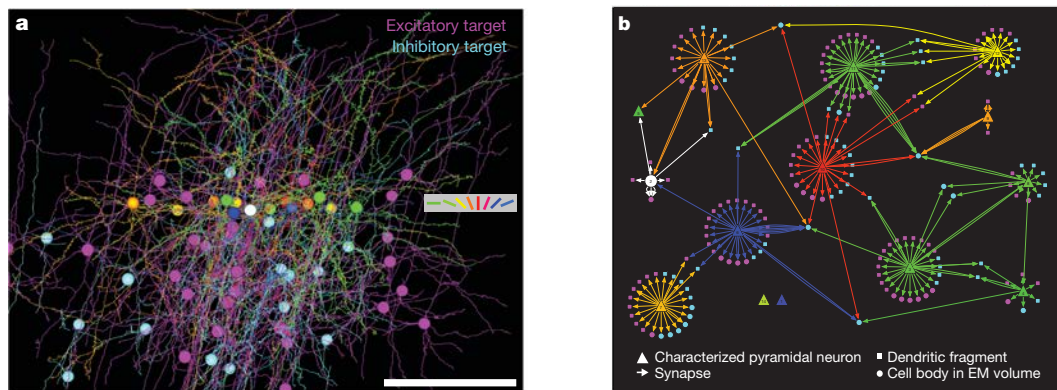 a
Excitatory target
Inhibitory target
b
Characterized pyramidal neuron
Synapse
Dendritic fragment
Cell body in EM volume